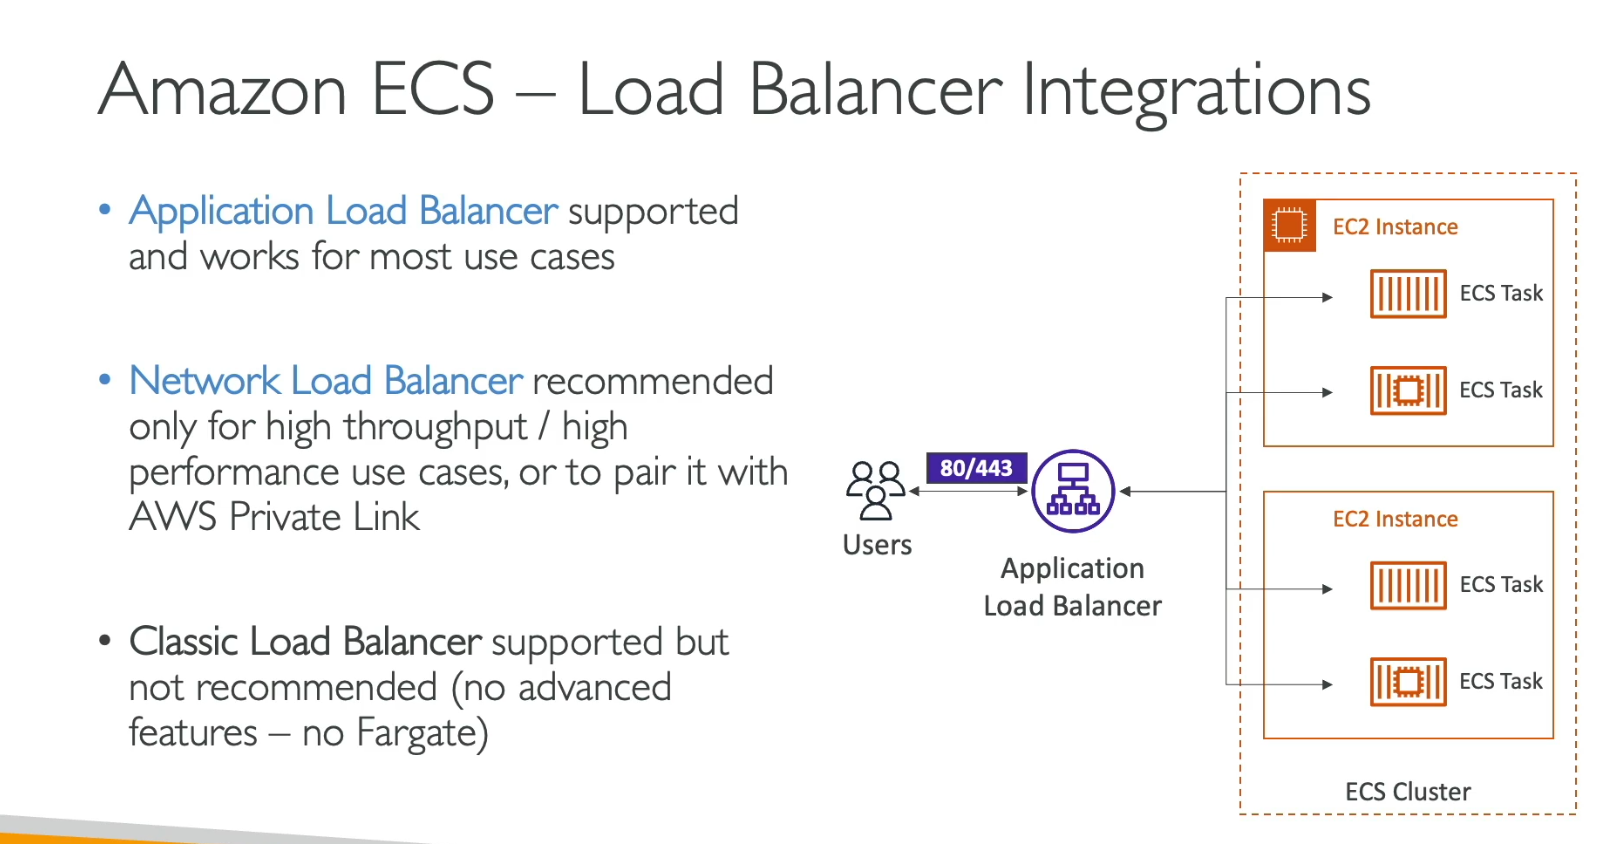 Amazon ECS – Load Balancer Integrations
• Application Load Balancer supported
and works for most use cases
• Network Load Balancer recommended
only for high throughput / high
performance use cases, or to pair it with
AWS Private Link
• Classic Load Balancer supported but
not recommended (no advanced
features – no Fargate)
Users
80/443
Application
Load Balancer
EC2 Instance
ECS Task
ECS Task
EC2 Instance
ECS Task
ECS Task
ECS Cluster